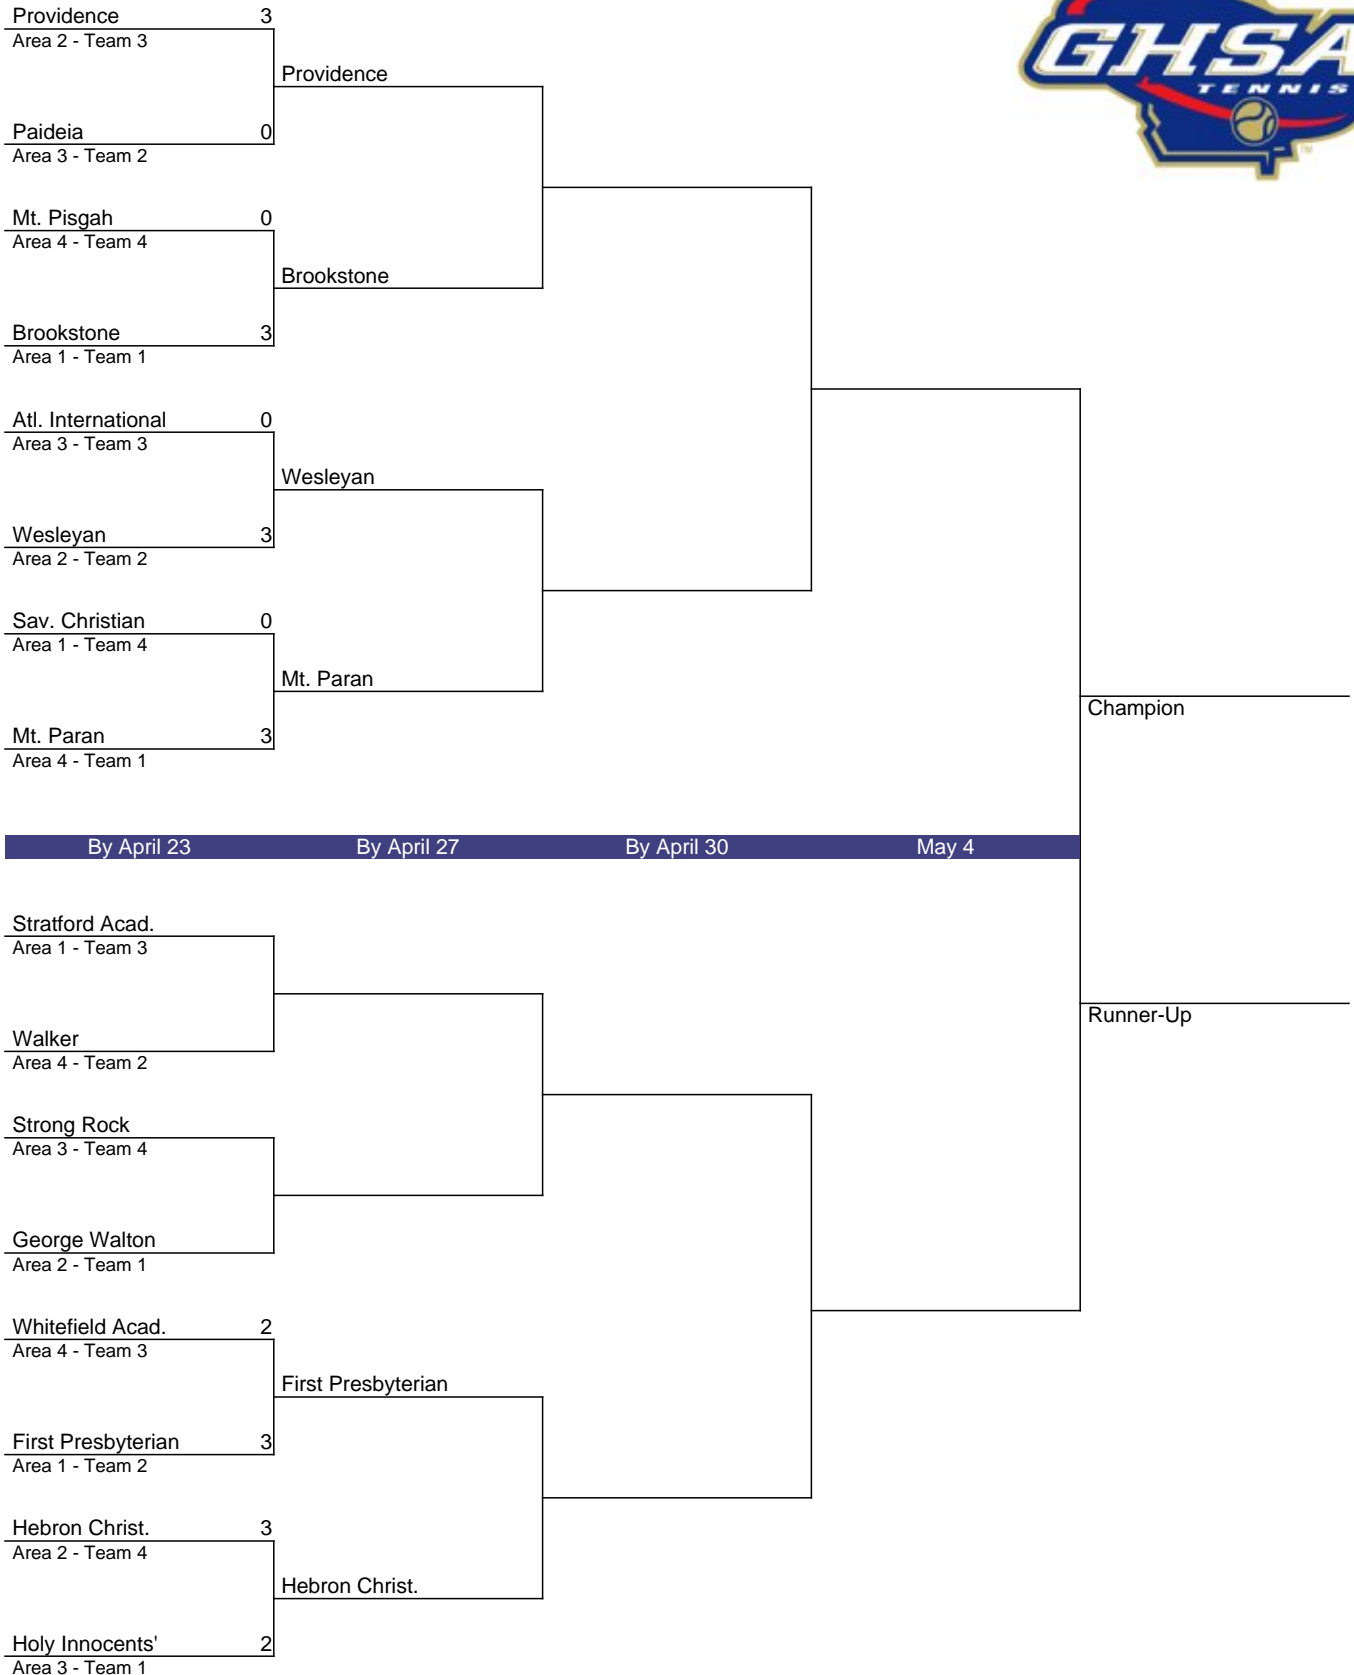 GHSA
TENNIS
TM
Providence 3
Area 2 - Team 3
Providence
Paideia 0
Area 3 - Team 2
Mt. Pisgah 0
Area 4 - Team 4
Brookstone
Brookstone 3
Area 1 - Team 1
Atl. International 0
Area 3 - Team 3
Wesleyan
Wesleyan 3
Area 2 - Team 2
Sav. Christian 0
Area 1 - Team 4
Mt. Paran
Mt. Paran 3
Area 4 - Team 1
Champion
By April 23 By April 27 By April 30 May 4
Stratford Acad.
Area 1 - Team 3
Walker
Area 4 - Team 2
Runner-Up
Strong Rock
Area 3 - Team 4
George Walton
Area 2 - Team 1
Whitefield Acad. 2
Area 4 - Team 3
First Presbyterian
First Presbyterian 3
Area 1 - Team 2
Hebron Christ. 3
Area 2 - Team 4
Hebron Christ.
Holy Innocents' 2
Area 3 - Team 1